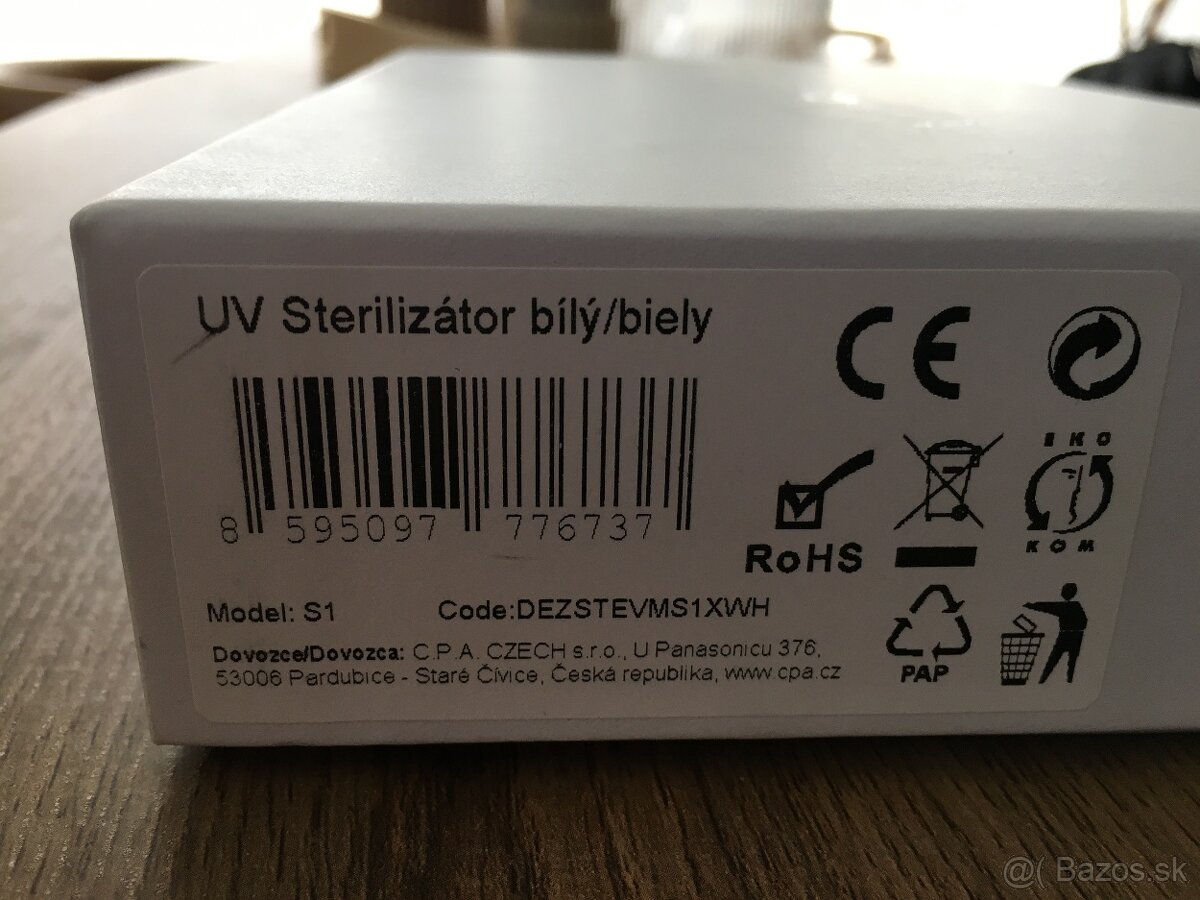 UV Sterilizátor bílý/biely
CE
8 595097 776737
EKO
KOM
RoHS
Model: S1 Code:DEZSTEVMS1XWH
PAP
Dovozce/Dovozca: C.P.A. CZECH s.r.o., U Panasonicu 376,
53006 Pardubice - Staré Čívice, Česká republika, www.cpa.cz
@( Bazos.sk